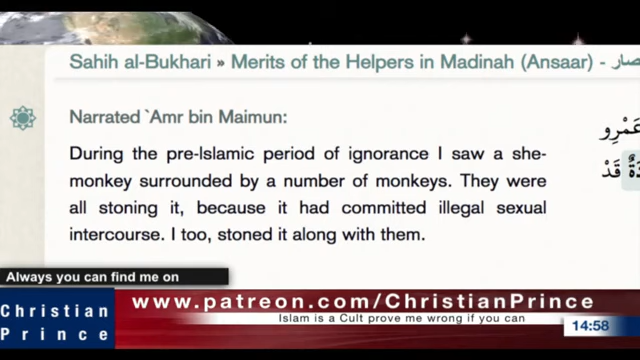 Sahih al-Bukhari » Merits of the Helpers in Madinah (Ansaar) -
Narrated `Amr bin Maimun:
عَمْرِو
قَدْ
During the pre-Islamic period of ignorance I saw a she-
monkey surrounded by a number of monkeys. They were
all stoning it, because it had committed illegal sexual
intercourse. I too, stoned it along with them.
Always you can find me on
Christian
Prince
www.patreon.com/ChristianPrince
Islam is a Cult prove me wrong if you can
14:58